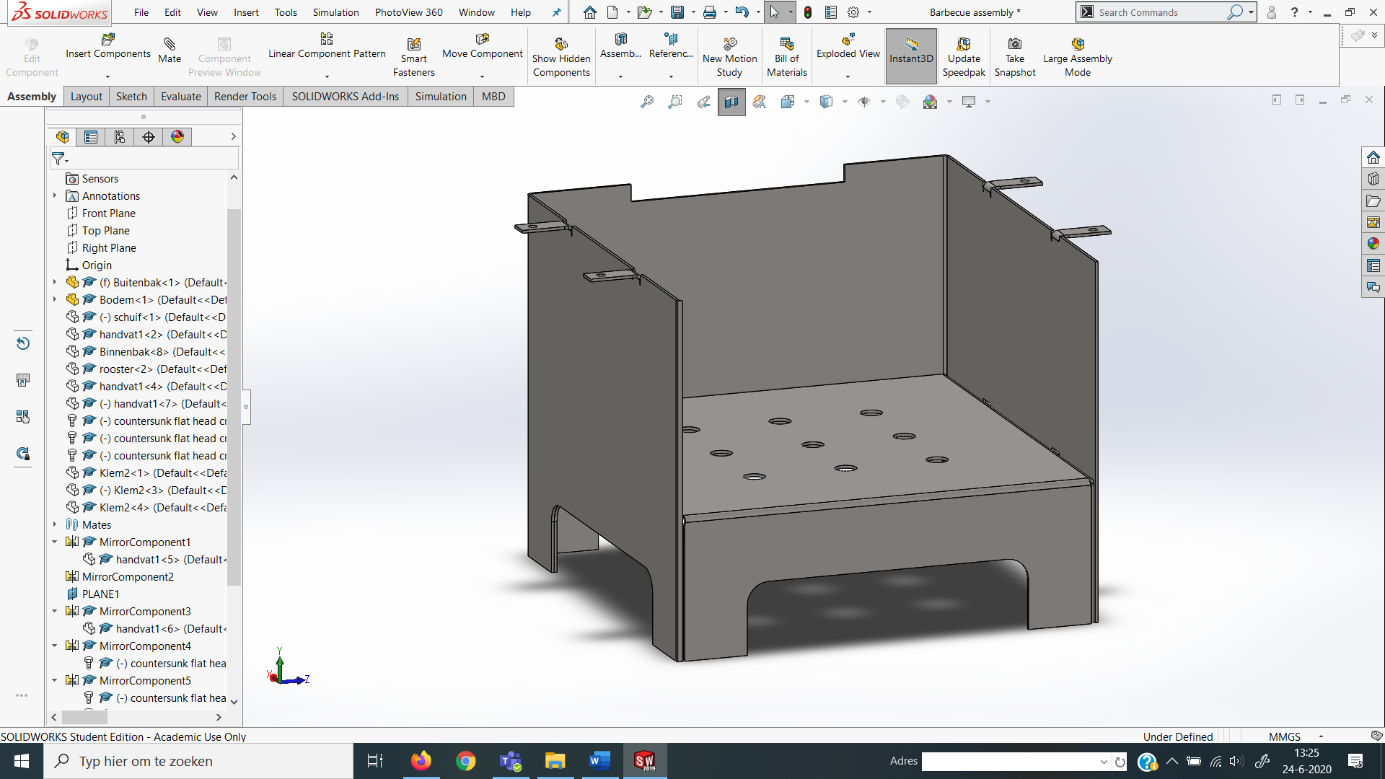 SOLIDWORKS File Edit View Insert Tools Simulation PhotoView 360 Window Help Barbecue assembly * Search Commands
Edit Component
Insert Components
Mate
Component Preview Window
Linear Component Pattern
Smart Fasteners
Move Component
Show Hidden Components
Assemb...
Referenc...
New Motion Study
Bill of Materials
Exploded View
Instant3D
Update Speedpak
Take Snapshot
Large Assembly Mode
Assembly Layout Sketch Evaluate Render Tools SOLIDWORKS Add-Ins Simulation MBD
Sensors
Annotations
Front Plane
Top Plane
Right Plane
Origin
(f) Buitenbak<1> (Default<
Bodem<1> (Default<<Def
(-) schuif<1> (Default<<D
handvat1<2> (Default<<D
Binnenbak<8> (Default<<
rooster<2> (Default<<Def
handvat1<4> (Default<<D
(-) handvat1<7> (Default<
(-) countersunk flat head cr
(-) countersunk flat head cr
(-) countersunk flat head cr
Klem2<1> (Default<<Defa
(-) Klem2<3> (Default<<D
Klem2<4> (Default<<Defa
Mates
MirrorComponent1
handvat1<5> (Default<
MirrorComponent2
PLANE1
MirrorComponent3
handvat1<6> (Default<
MirrorComponent4
(-) countersunk flat hea
MirrorComponent5
(-) countersunk flat hea
Y
Z
SOLIDWORKS Student Edition - Academic Use Only Under Defined MMGS
Typ hier om te zoeken Adres 13:25
24-6-2020